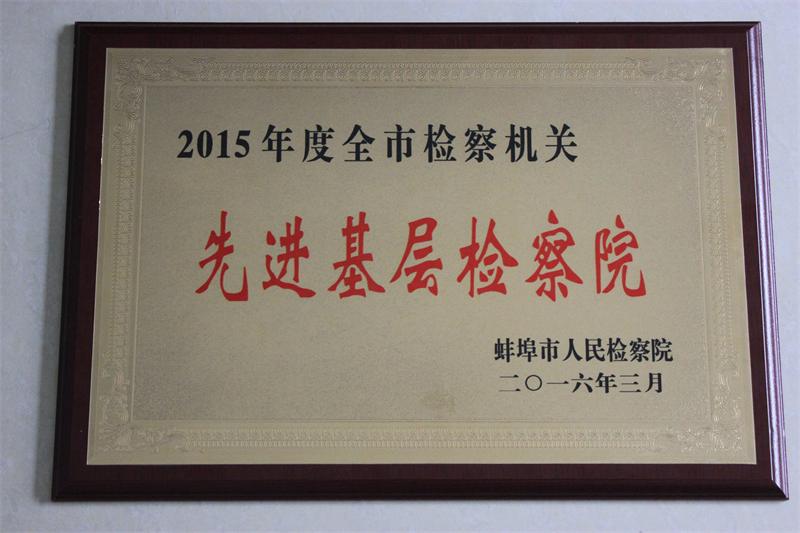 2015年度全市检察机关
先进基层检察院
蚌埠市人民检察院
二〇一六年三月